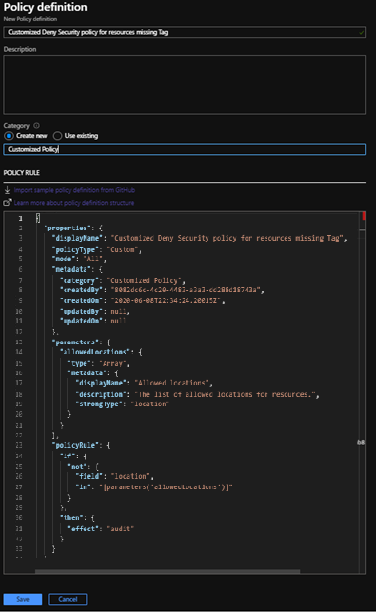 Policy definition
New Policy definition
Customized Deny Security policy for resources missing Tag
Description
Category
Create new Use existing
Customized Policy
POLICY RULE
Import sample policy definition from GitHub
Learn more about policy definition structure
1 {
2 "properties": {
3 "displayName": "Customized Deny Security policy for resources missing Tag",
4 "policyType": "Custom",
5 "mode": "All",
6 "metadata": {
7 "category": "Customized Policy",
8 "createdBy":
9 "createdOn":
10 "updatedBy": null,
11 "updatedOn": null
12 },
13 "parameters": {
14 "allowedLocations": {
15 "type": "Array",
16 "metadata": {
17 "displayName": "Allowed locations",
18 "description": "The list of allowed locations for resources.",
19 "strongType": "location"
20 }
21 }
22 },
23 "policyRule": {
24 "if": {
25 "not": {
26 "field": "location",
27 "in": "[parameters('allowedLocations')]"
28 }
29 },
30 "then": {
31 "effect": "audit"
32 }
33 }
Save Cancel